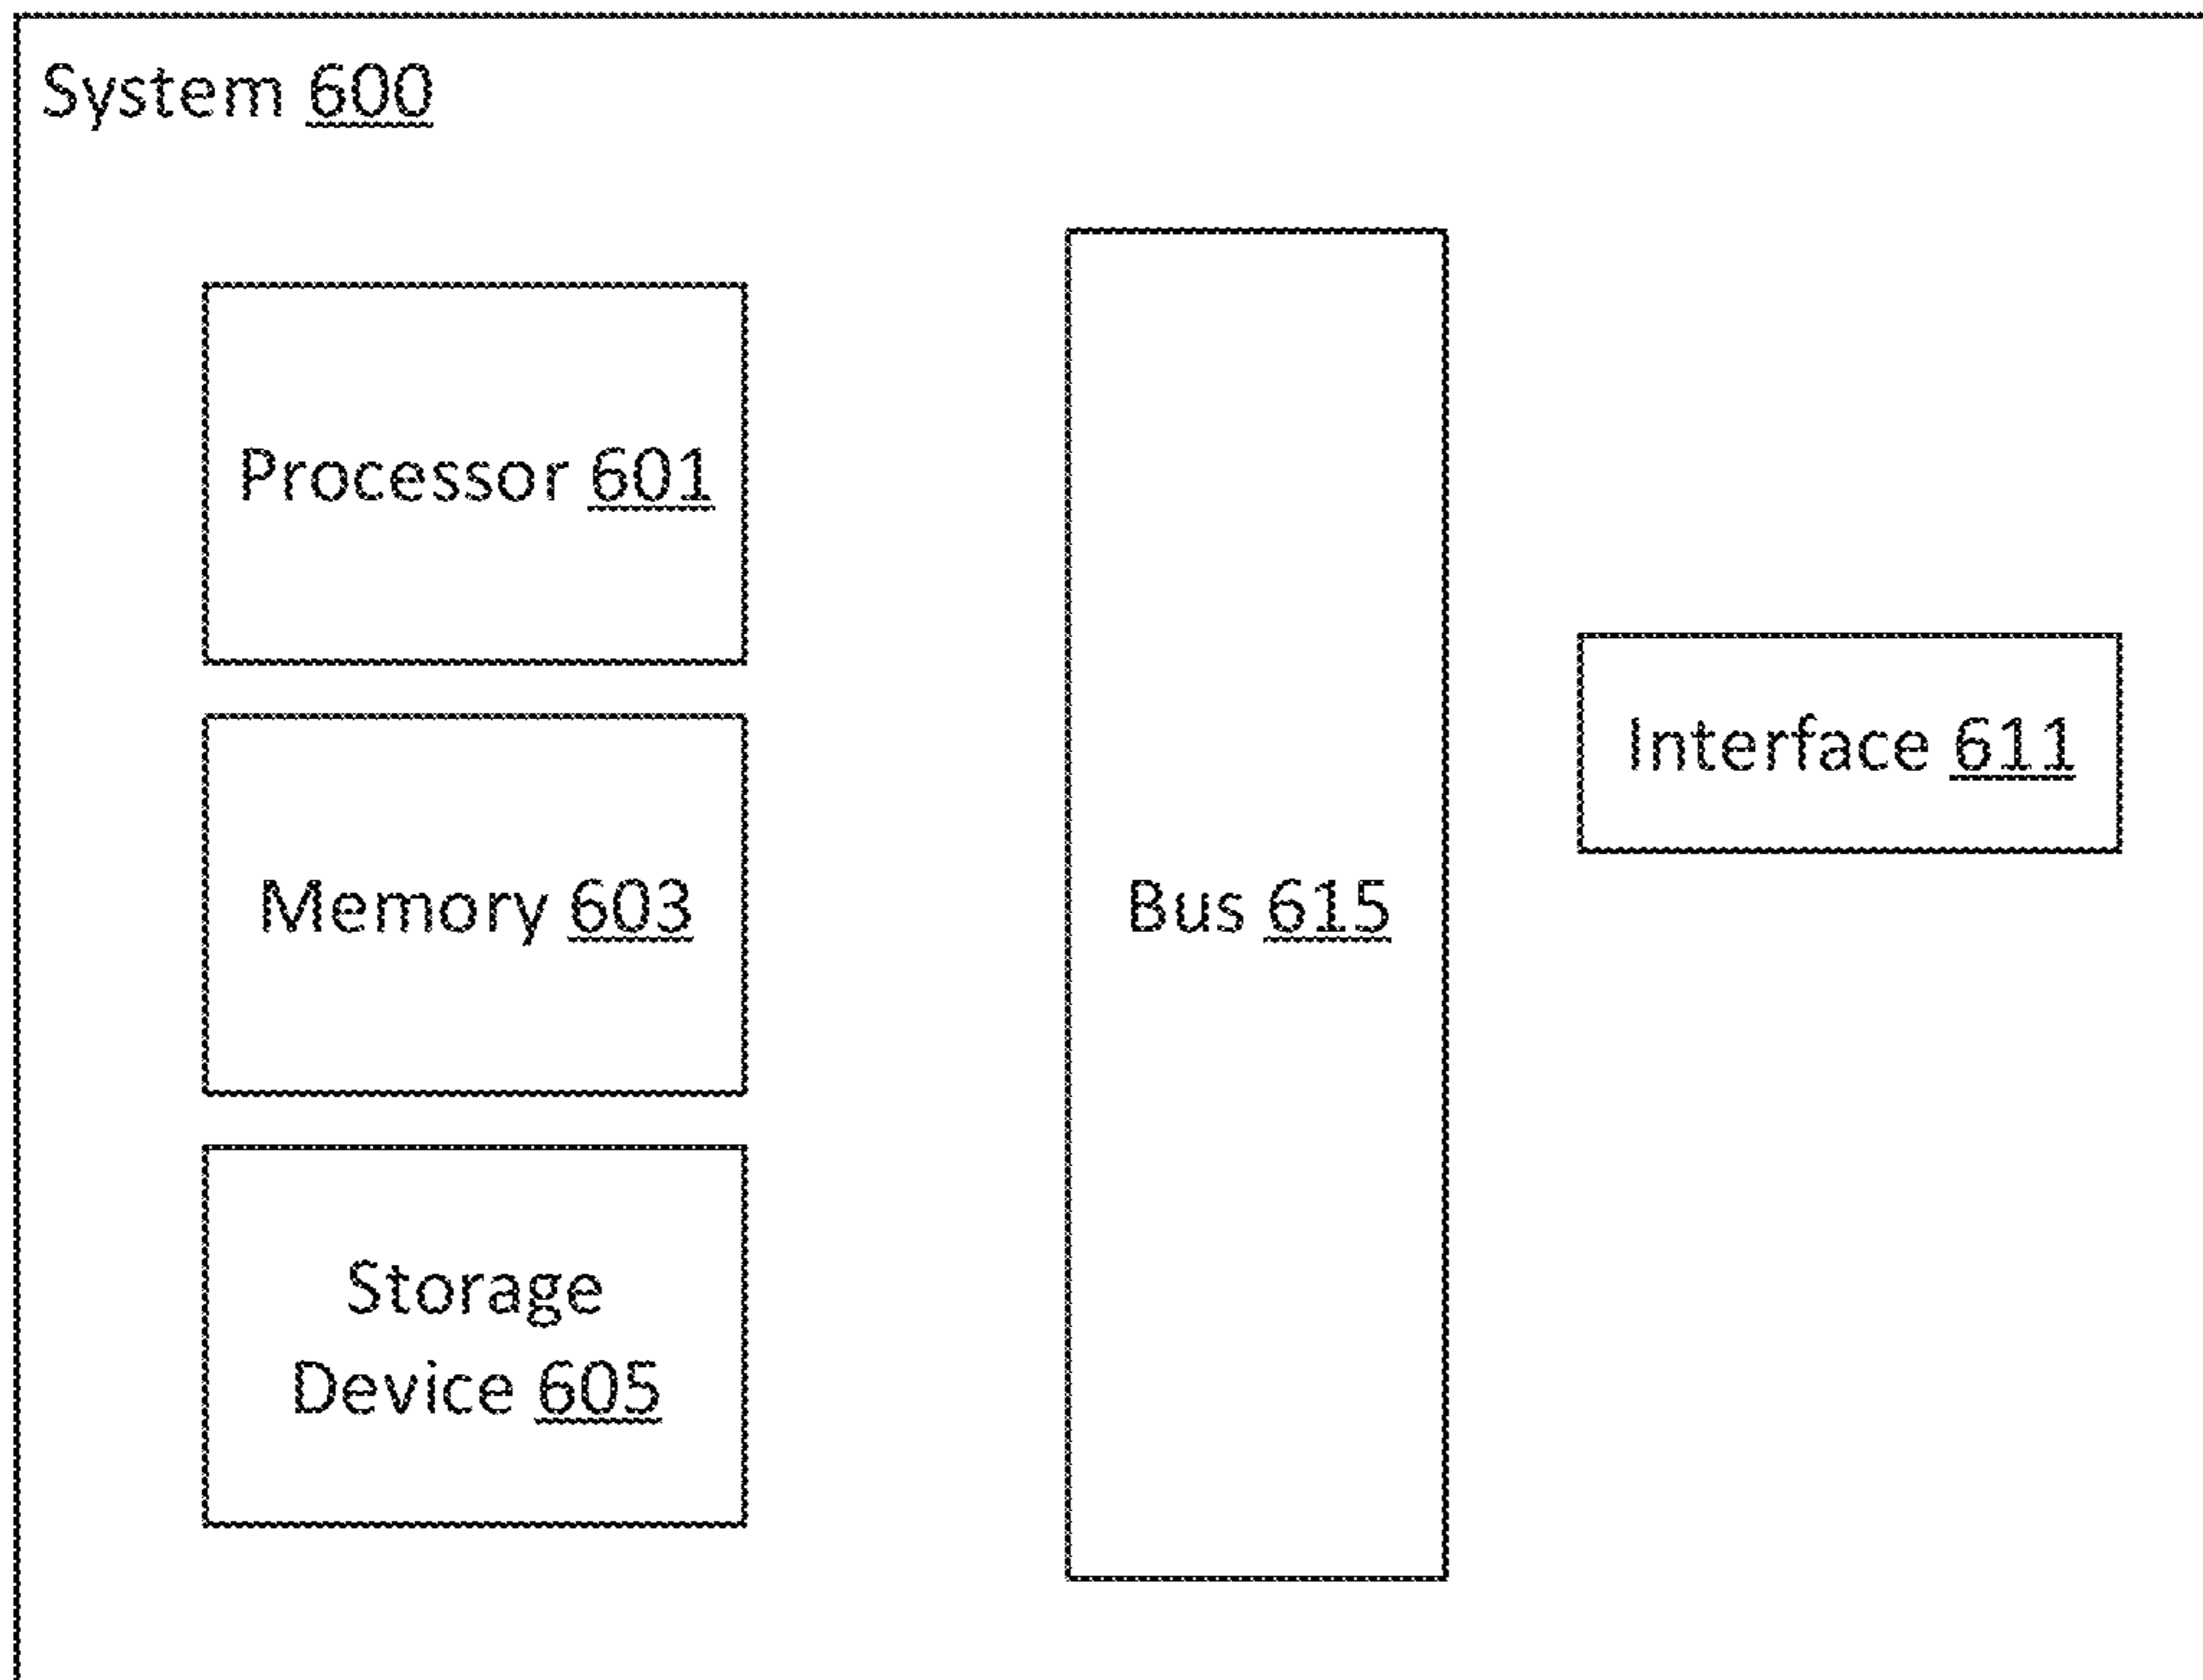 System 600
Processor 601
Memory 603
Storage
Device 605
Bus 615
Interface 611